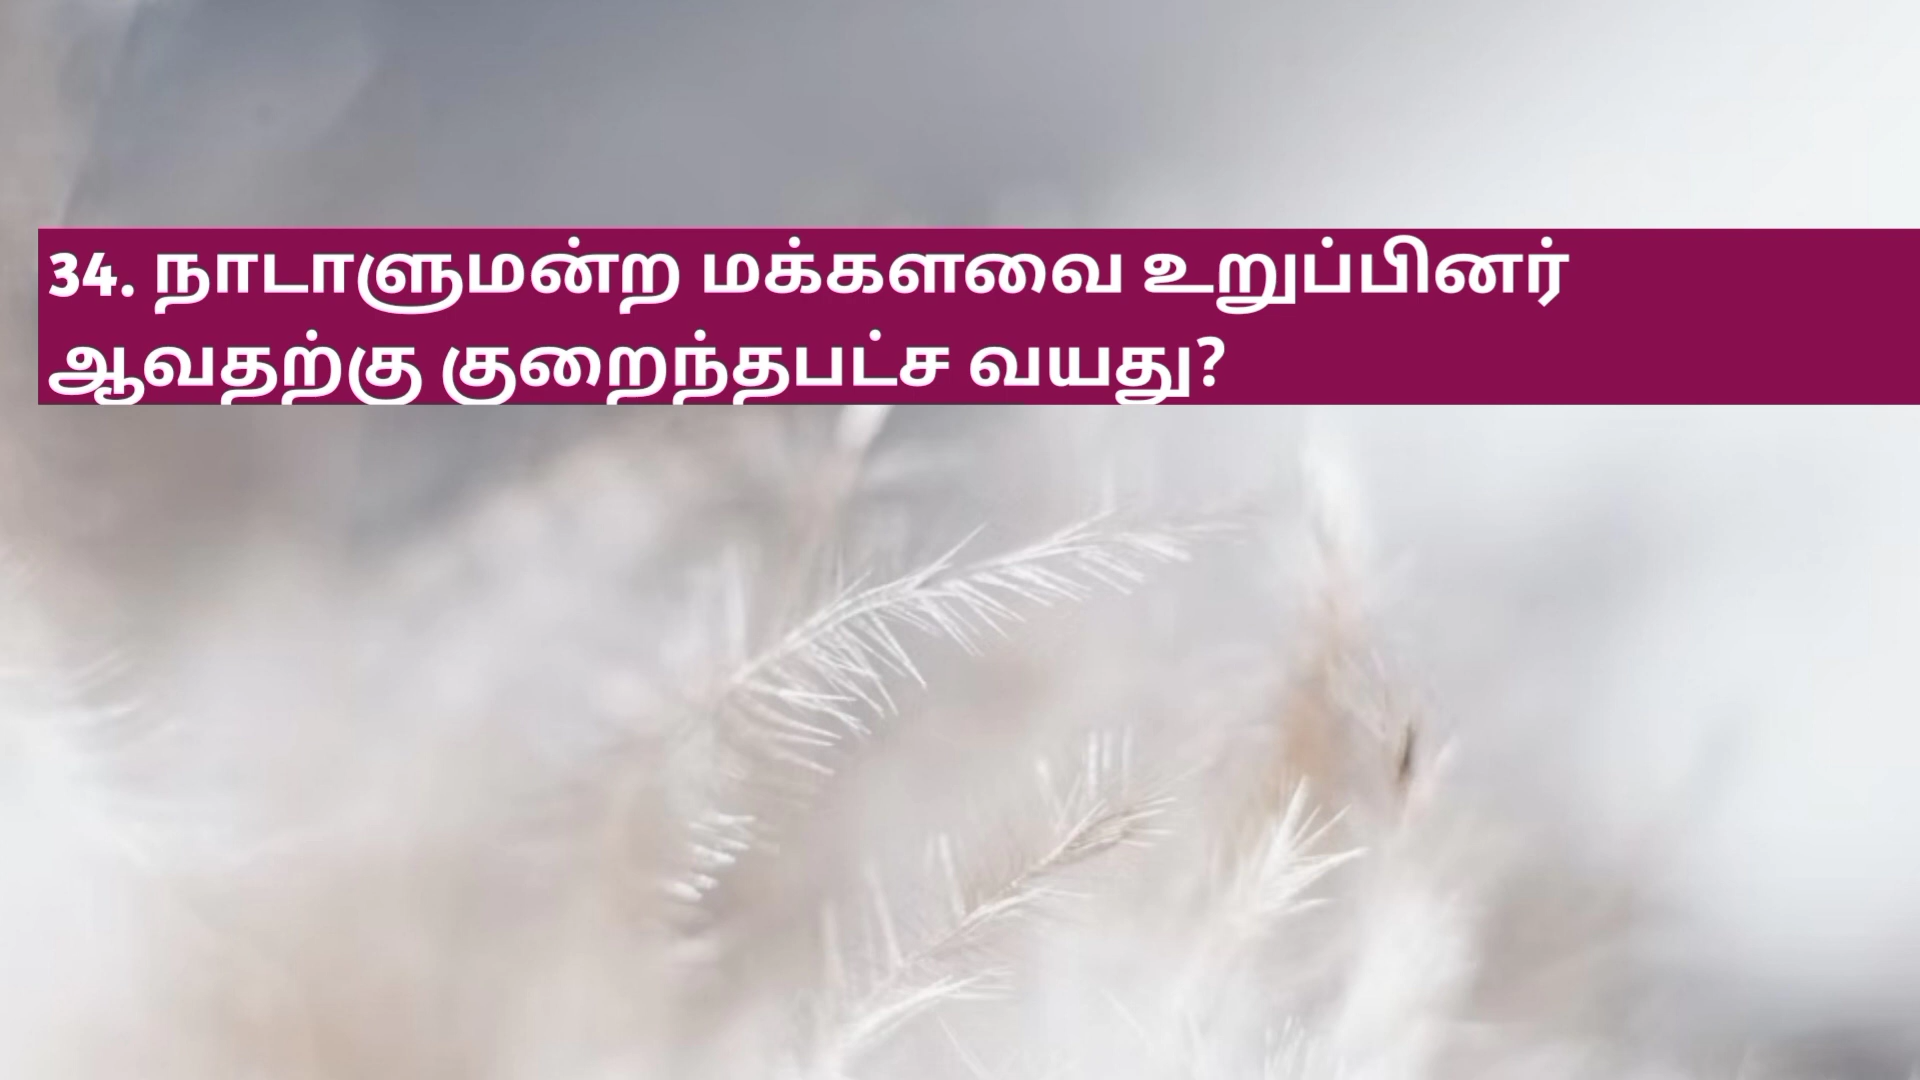 34. நாடாளுமன்ற மக்களவை உறுப்பினர்
ஆவதற்கு குறைந்தபட்ச வயது?